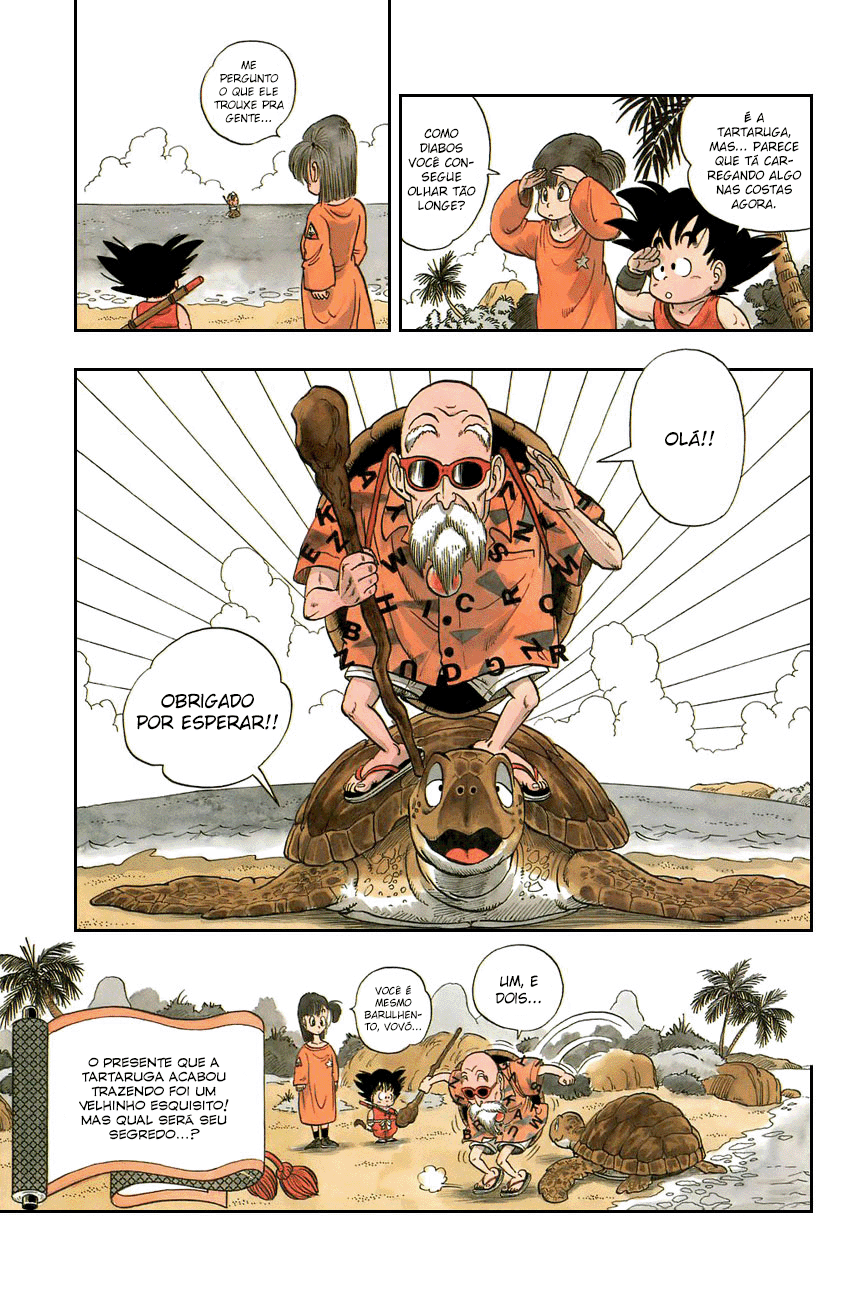 É A
TARTARUGA,
MAS... PARECE
QUE TÁ CAR-
REGANDO ALGO
NAS COSTAS
AGORA.
COMO
DIABOS
VOCÊ CON-
SEGUE
OLHAR TÃO
LONGE?
ME
PERGUNTO
O QUE ELE
TROUXE PRA
GENTE...
OLÁ!!
OBRIGADO
POR ESPERAR!!
UM, E
DOIS...
VOCÊ É
MESMO
BARULHEN-
TO, VOVÓ...
O PRESENTE QUE A
TARTARUGA ACABOU
TRAZENDO FOI UM
VELHINHO ESQUISITO!
MAS QUAL SERÁ SEU
SEGREDO...?